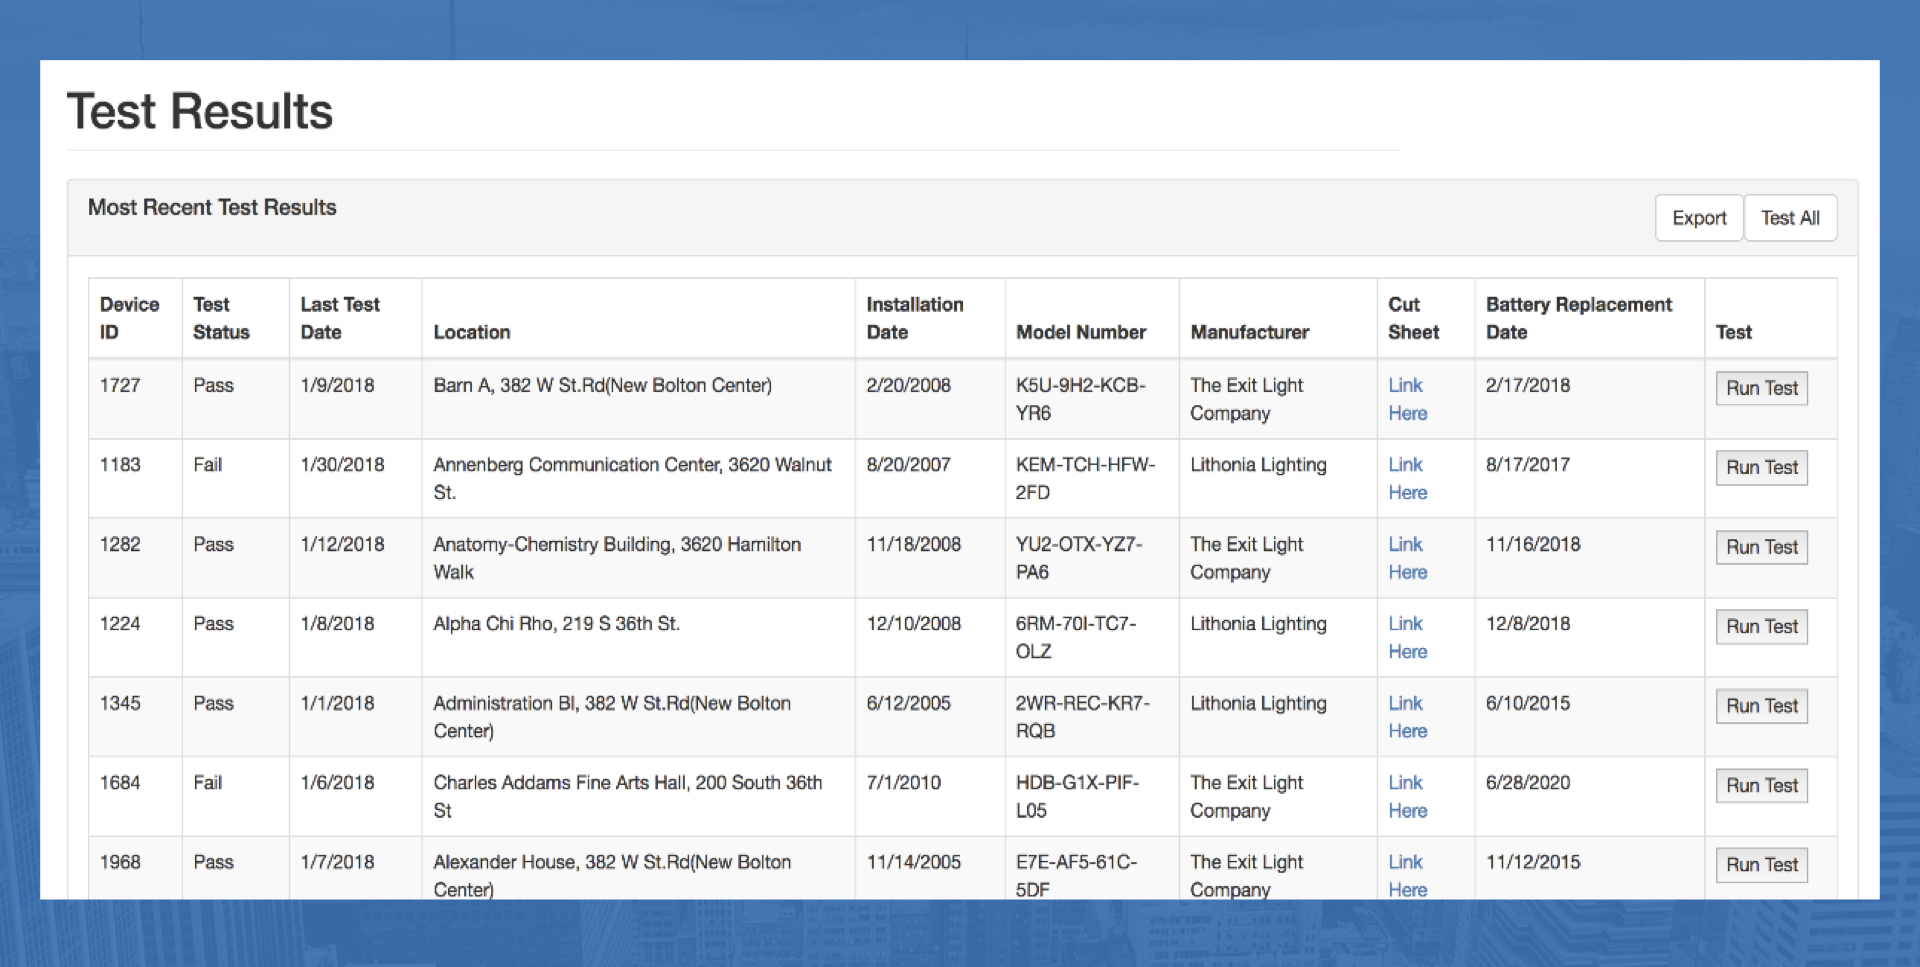 Test Results
Most Recent Test Results
Export
Test All
Device ID
Test Status
Last Test Date
Location
Installation Date
Model Number
Manufacturer
Cut Sheet
Battery Replacement Date
Test
1727
Pass
1/9/2018
Barn A, 382 W St.Rd(New Bolton Center)
2/20/2008
K5U-9H2-KCB-
YR6
The Exit Light
Company
Link
Here
2/17/2018
Run Test
1183
Fail
1/30/2018
Annenberg Communication Center, 3620 Walnut
St.
8/20/2007
KEM-TCH-HFW-
2FD
Lithonia Lighting
Link
Here
8/17/2017
Run Test
1282
Pass
1/12/2018
Anatomy-Chemistry Building, 3620 Hamilton
Walk
11/18/2008
YU2-OTX-YZ7-
PA6
The Exit Light
Company
Link
Here
11/16/2018
Run Test
1224
Pass
1/8/2018
Alpha Chi Rho, 219 S 36th St.
12/10/2008
6RM-70I-TC7-
OLZ
Lithonia Lighting
Link
Here
12/8/2018
Run Test
1345
Pass
1/1/2018
Administration Bl, 382 W St.Rd(New Bolton
Center)
6/12/2005
2WR-REC-KR7-
RQB
Lithonia Lighting
Link
Here
6/10/2015
Run Test
1684
Fail
1/6/2018
Charles Addams Fine Arts Hall, 200 South 36th
St
7/1/2010
HDB-G1X-PIF-
L05
The Exit Light
Company
Link
Here
6/28/2020
Run Test
1968
Pass
1/7/2018
Alexander House, 382 W St.Rd(New Bolton
Center)
11/14/2005
E7E-AF5-61C-
5DF
The Exit Light
Company
Link
Here
11/12/2015
Run Test